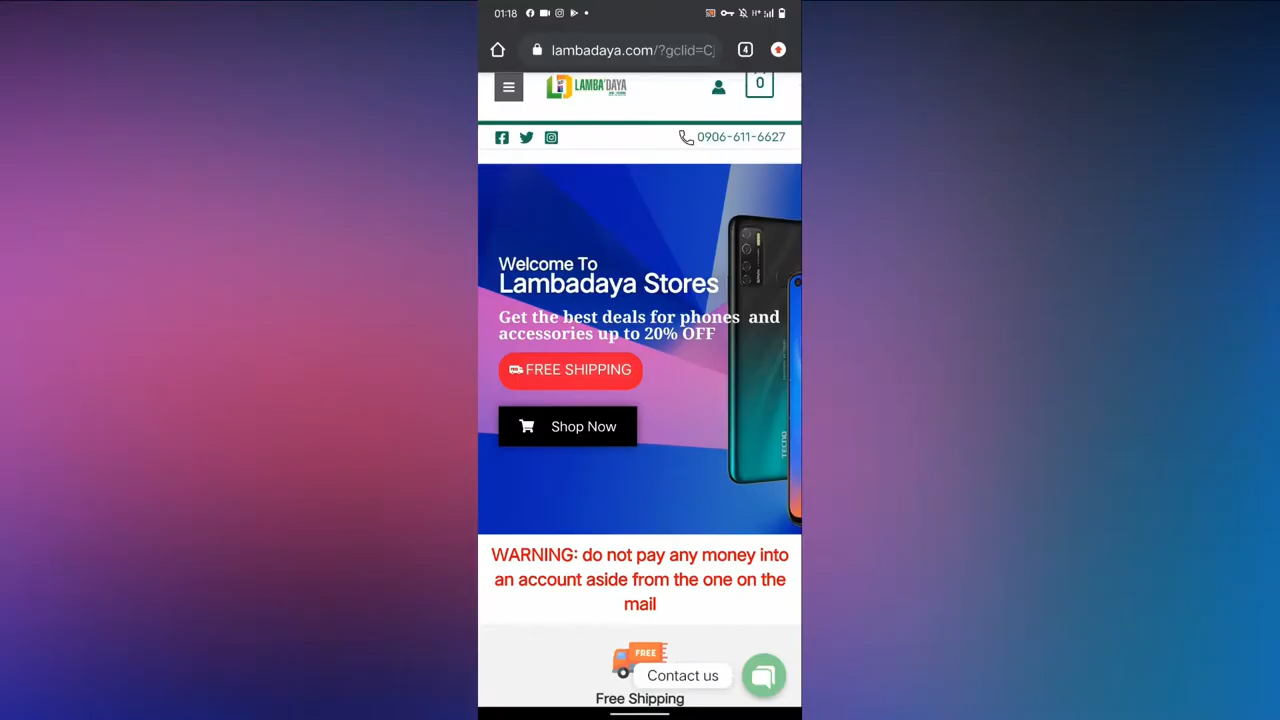 01:18
H+
lambadaya.com/?gclid=C
4
LAMBA'DAYA
0
0906-611-6627
Welcome To
Lambadaya Stores
Get the best deals for phones and
accessories up to 20% OFF
FREE SHIPPING
Shop Now
TECNO
WARNING: do not pay any money into
an account aside from the one on the
mail
FREE
Contact us
Free Shipping